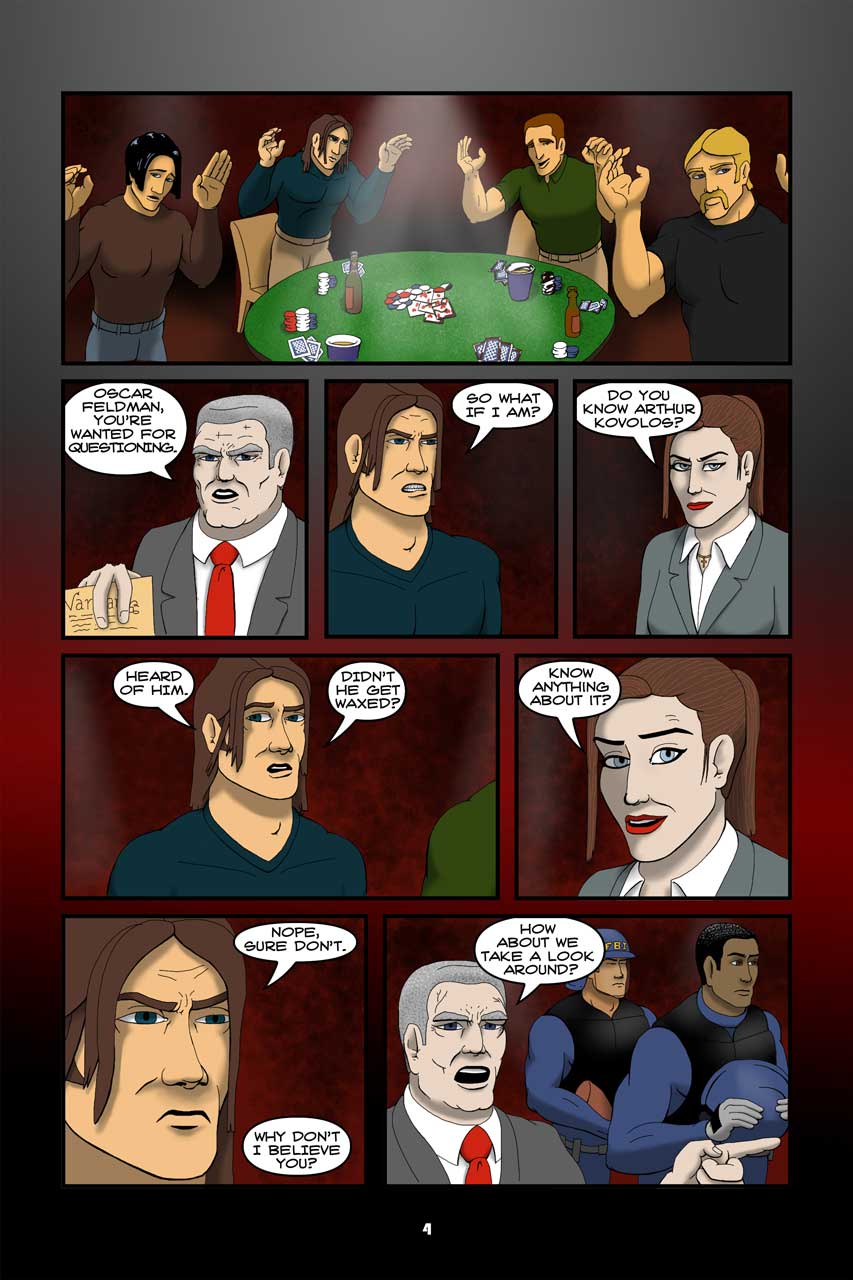 OSCAR
FELDMAN,
YOU'RE
WANTED FOR
QUESTIONING.
SO WHAT
IF I AM?
DO YOU
KNOW ARTHUR
KOVOLOS?
HEARD
OF HIM.
DIDN'T
HE GET
WAXED?
KNOW
ANYTHING
ABOUT IT?
NOPE,
SURE DON'T.
WHY DON'T
I BELIEVE
YOU?
HOW
ABOUT WE
TAKE A LOOK
AROUND?
FBI
4